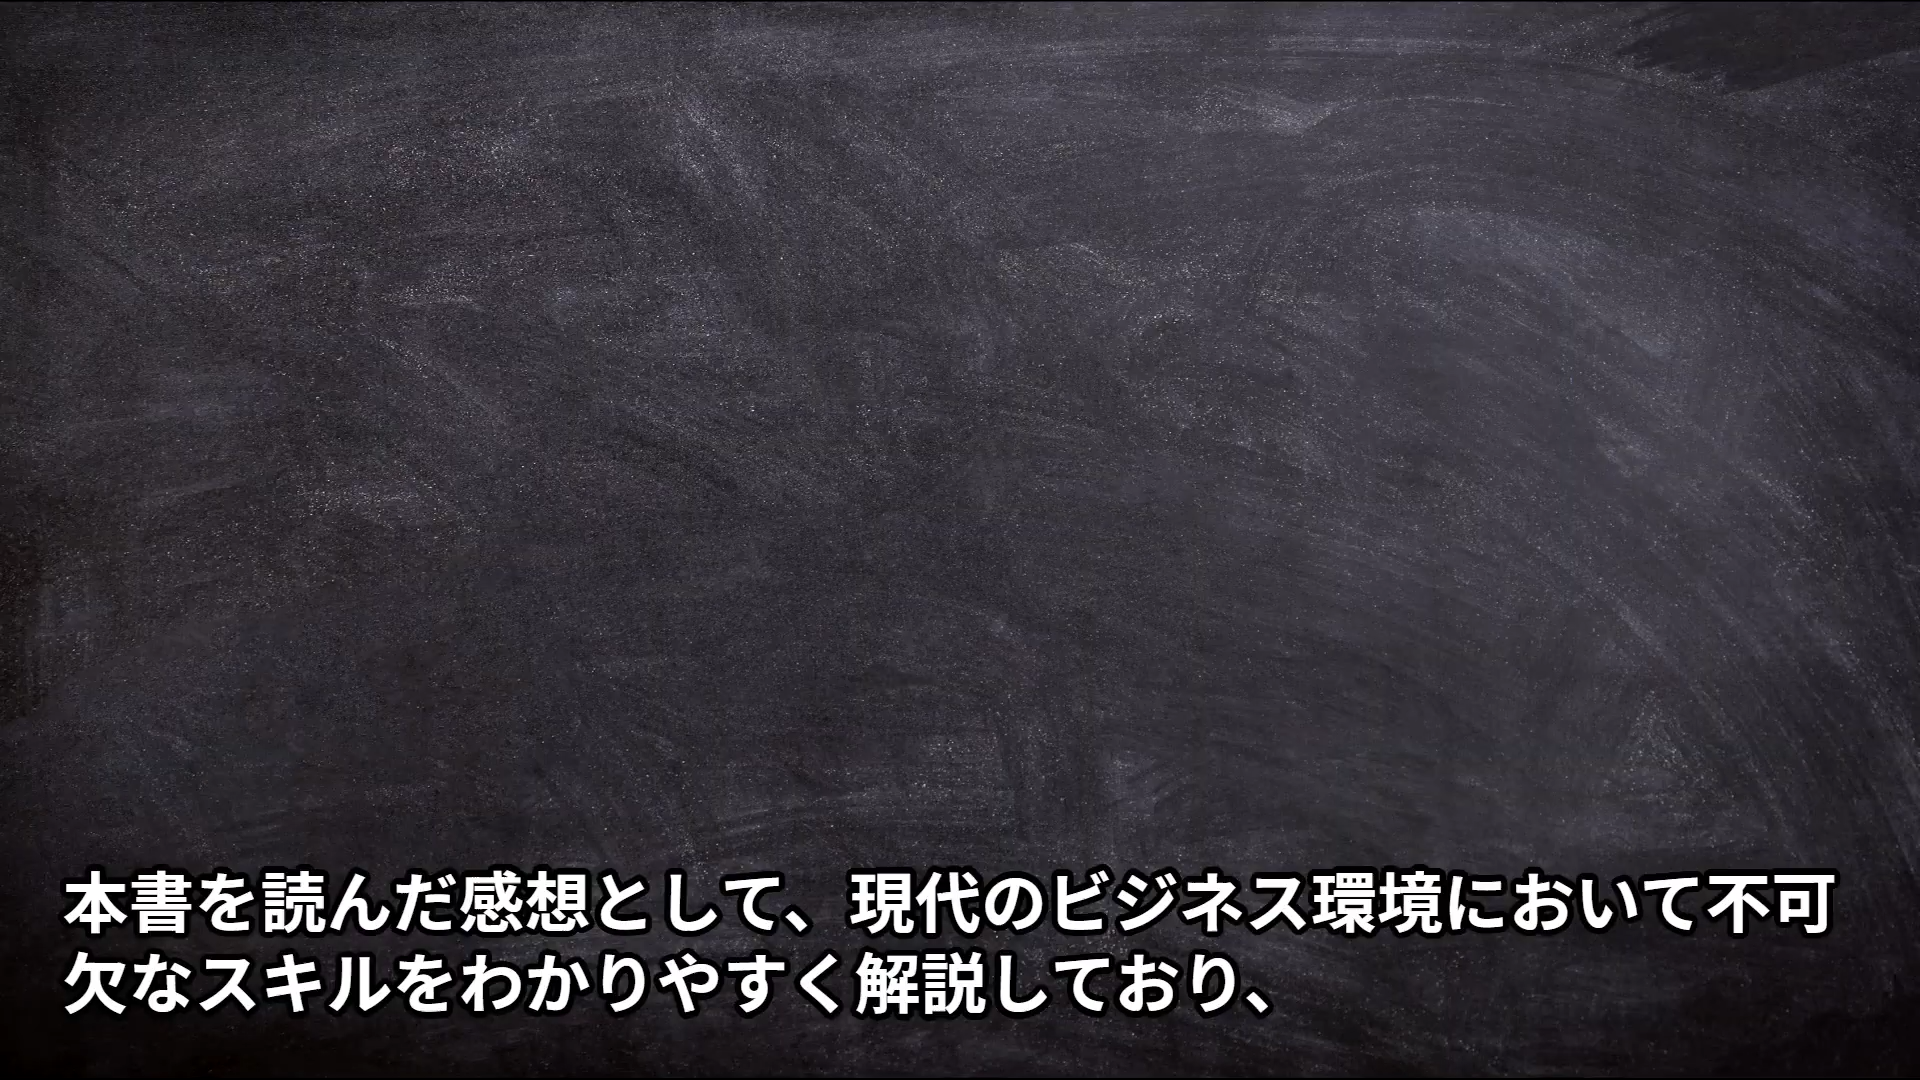 本書を読んだ感想として、現代のビジネス環境において不可
欠なスキルをわかりやすく解説しており、